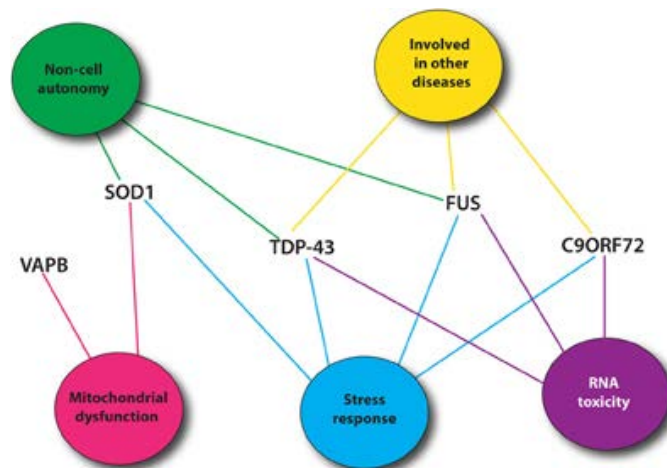 Non-cell
autonomy
Involved
in other
diseases
SOD1
FUS
TDP-43
C9ORF72
VAPB
Mitochondrial
dysfunction
Stress
response
RNA
toxicity